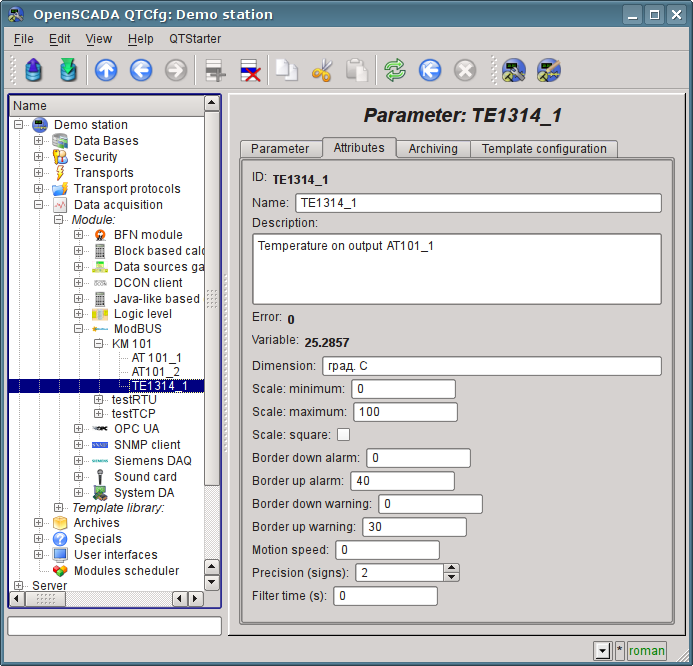 OpenSCADA QTCfg: Demo station
File Edit View Help QTStarter
Name
Demo station
Data Bases
Security
Transports
Transport protocols
Data acquisition
Module:
BFN module
Block based calc
Data sources ga
DCON client
Java-like based
Logic level
ModBUS
KM 101
AT 101_1
AT101_2
TE1314_1
testRTU
testTCP
OPC UA
SNMP client
Siemens DAQ
Sound card
System DA
Template library:
Archives
Specials
User interfaces
Modules scheduler
Server
Parameter: TE1314_1
Parameter Attributes Archiving Template configuration
ID: TE1314_1
Name: TE1314_1
Description:
Temperature on output AT101_1
Error: 0
Variable: 25.2857
Dimension: град. С
Scale: minimum: 0
Scale: maximum: 100
Scale: square:
Border down alarm: 0
Border up alarm: 40
Border down warning: 0
Border up warning: 30
Motion speed: 0
Precision (signs): 2
Filter time (s): 0
* roman